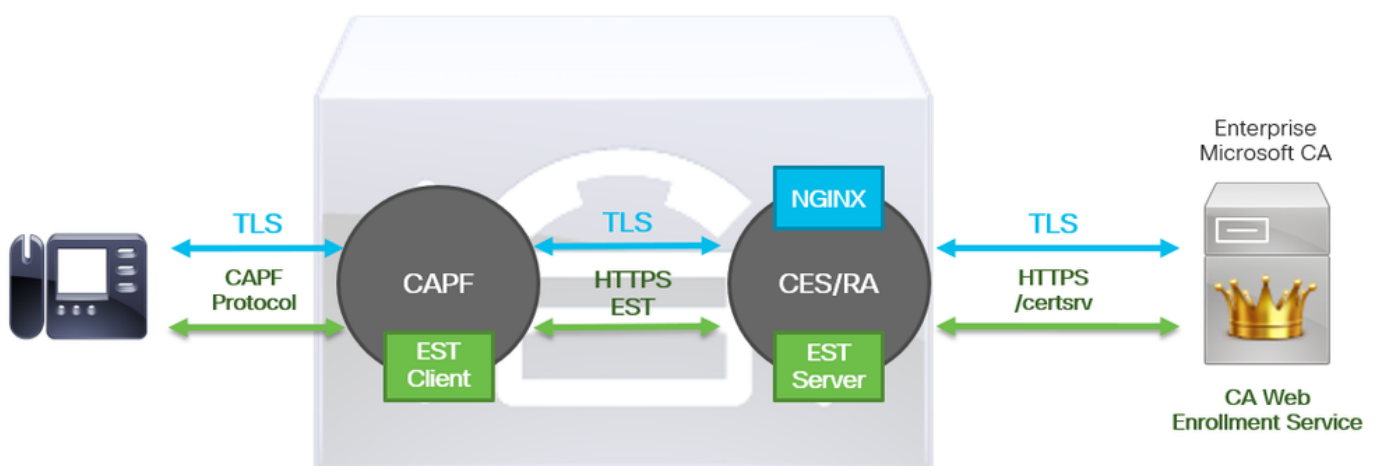 Enterprise
Microsoft CA
NGINX
TLS
TLS
TLS
CAPF
Protocol
CAPF
HTTPS
EST
CES/RA
HTTPS
/certsrv
EST
Client
EST
Server
CA Web
Enrollment Service